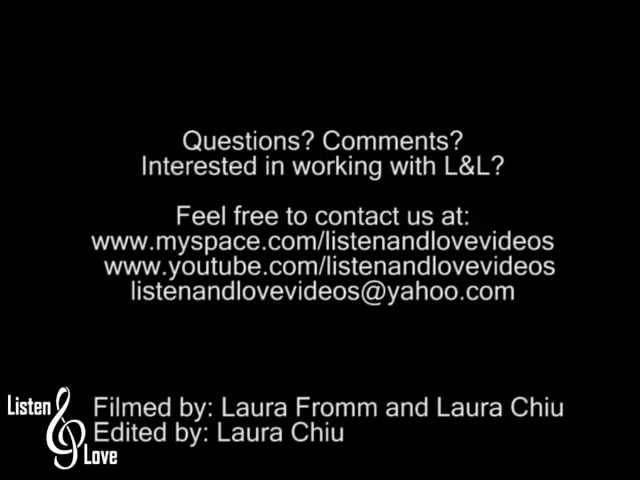 Questions? Comments?
Interested in working with L&L?
Feel free to contact us at:
www.myspace.com/listenandlovevideos
www.youtube.com/listenandlovevideos
listenandlovevideos@yahoo.com
Listen
Love
Filmed by: Laura Fromm and Laura Chiu
Edited by: Laura Chiu